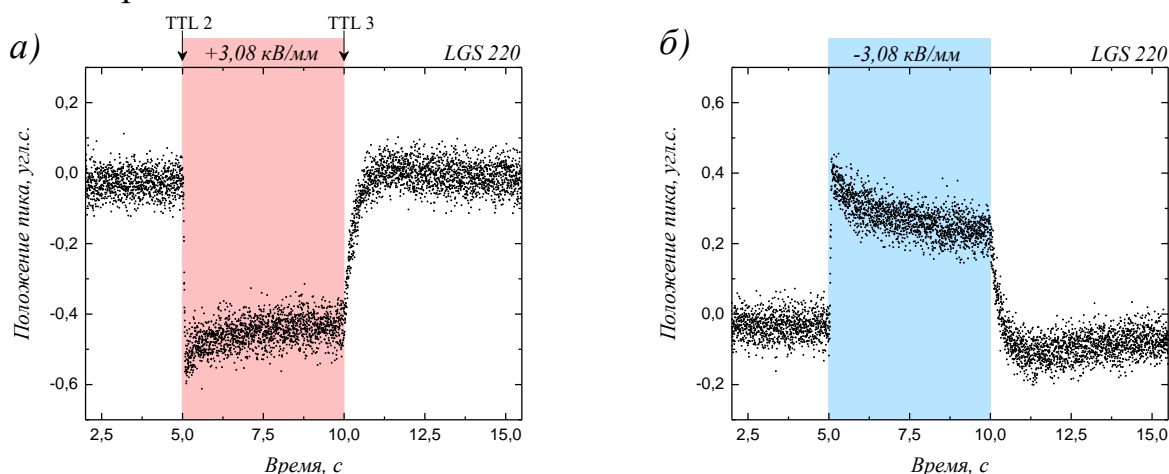 TTL 2 TTL 3
а) +3,08 кВ/мм LGS 220
0,2
0,0
-0,2
-0,4
-0,6
Положение пика, угл.с.
2,5 5,0 7,5 10,0 12,5 15,0
Время, с
б) -3,08 кВ/мм LGS 220
0,6
0,4
0,2
0,0
-0,2
Положение пика, угл.с.
2,5 5,0 7,5 10,0 12,5 15,0
Время, с